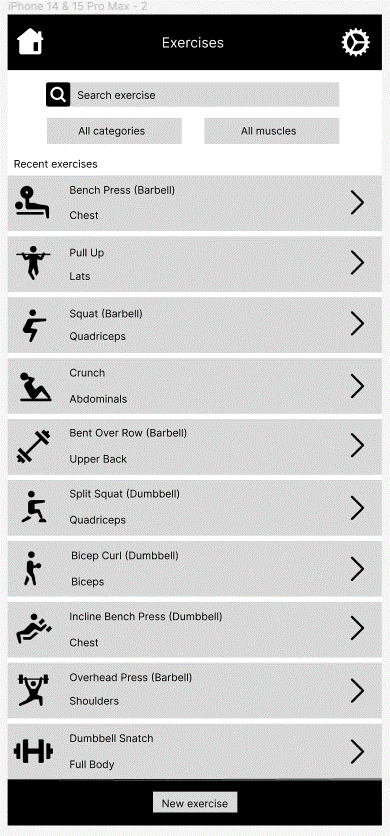 iPhone 14 & 15 Pro Max - 2
Exercises
Search exercise
All categories
All muscles
Recent exercises
Bench Press (Barbell)
Chest
Pull Up
Lats
Squat (Barbell)
Quadriceps
Crunch
Abdominals
Bent Over Row (Barbell)
Upper Back
Split Squat (Dumbbell)
Quadriceps
Bicep Curl (Dumbbell)
Biceps
Incline Bench Press (Dumbbell)
Chest
Overhead Press (Barbell)
Shoulders
Dumbbell Snatch
Full Body
New exercise